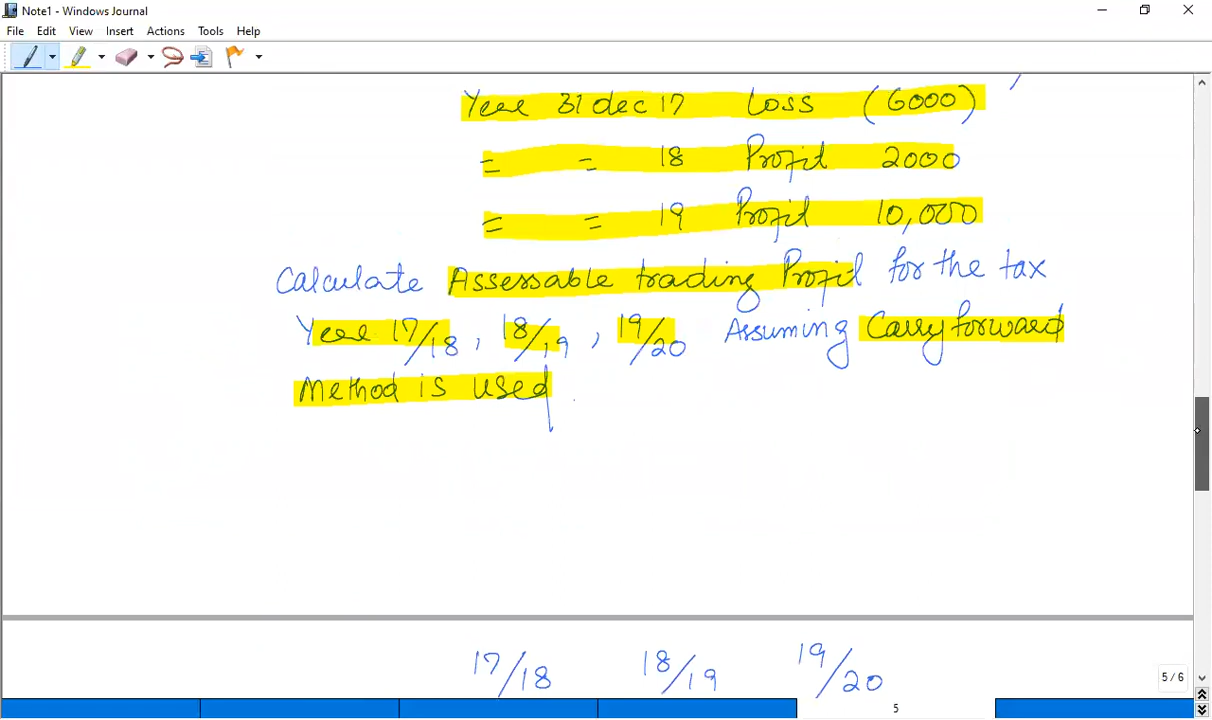 Note1 - Windows Journal
File Edit View Insert Actions Tools Help
Year 31 dec 17 Loss (6000)
= = 18 Profit 2000
= = 19 Profit 10,000
Calculate Assessable trading Profit for the tax
Year 17/18, 18/19, 19/20 Assuming Carry forward
Method is used
17/18 18/19 19/20
5 / 6
5